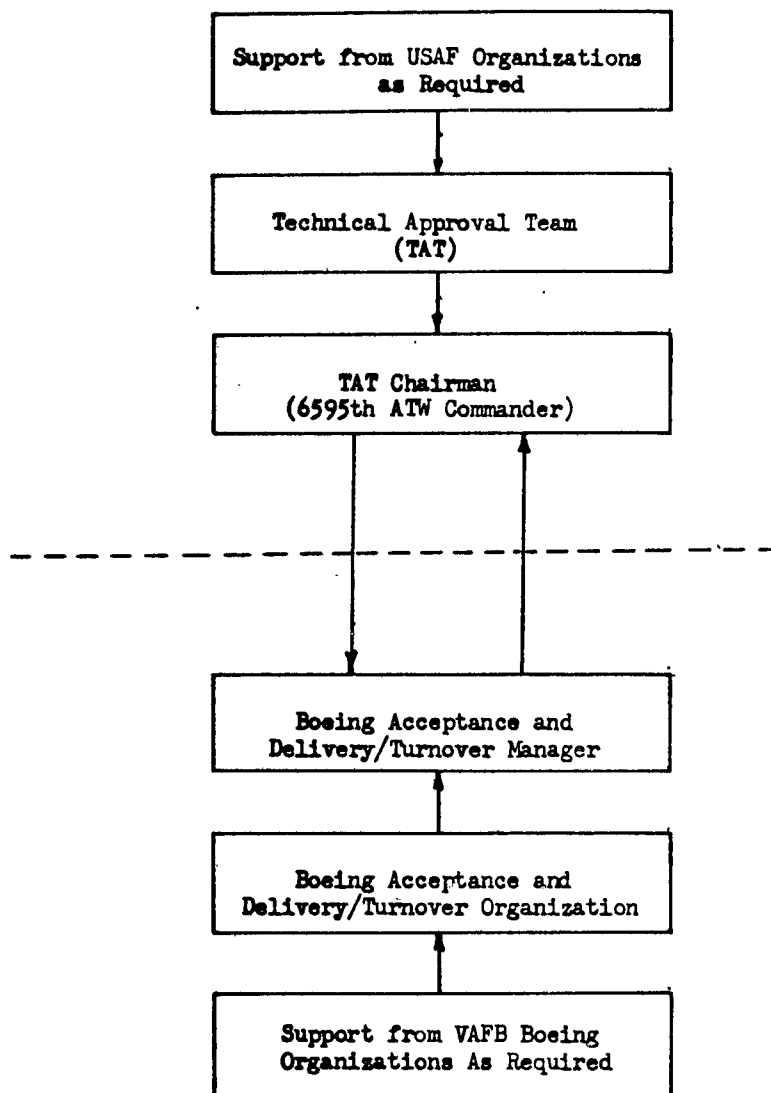 Support from USAF Organizations
as Required
Technical Approval Team
(TAT)
TAT Chairman
(6595th ATW Commander)
Boeing Acceptance and
Delivery/Turnover Manager
Boeing Acceptance and
Delivery/Turnover Organization
Support from VAFB Boeing
Organizations As Required